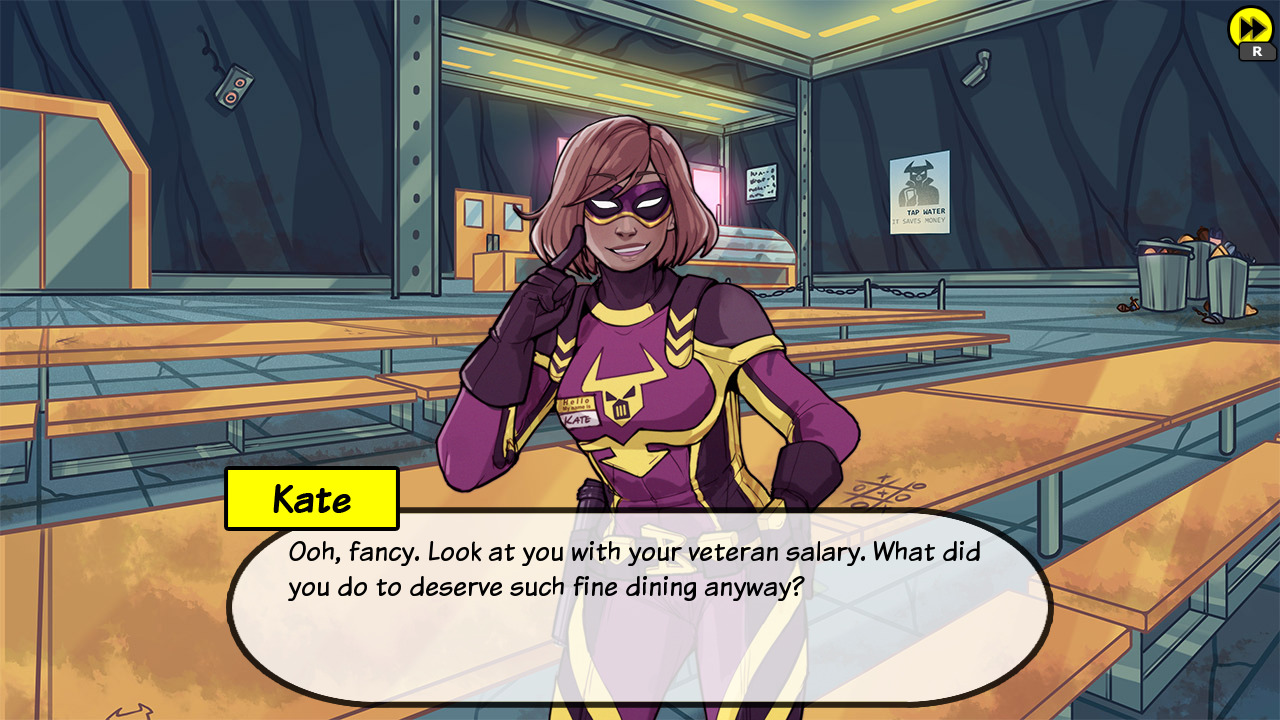 R
TAP WATER
IT SAVES MONEY
Hello
My name is
KATE
Kate
Ooh, fancy. Look at you with your veteran salary. What did
you do to deserve such fine dining anyway?